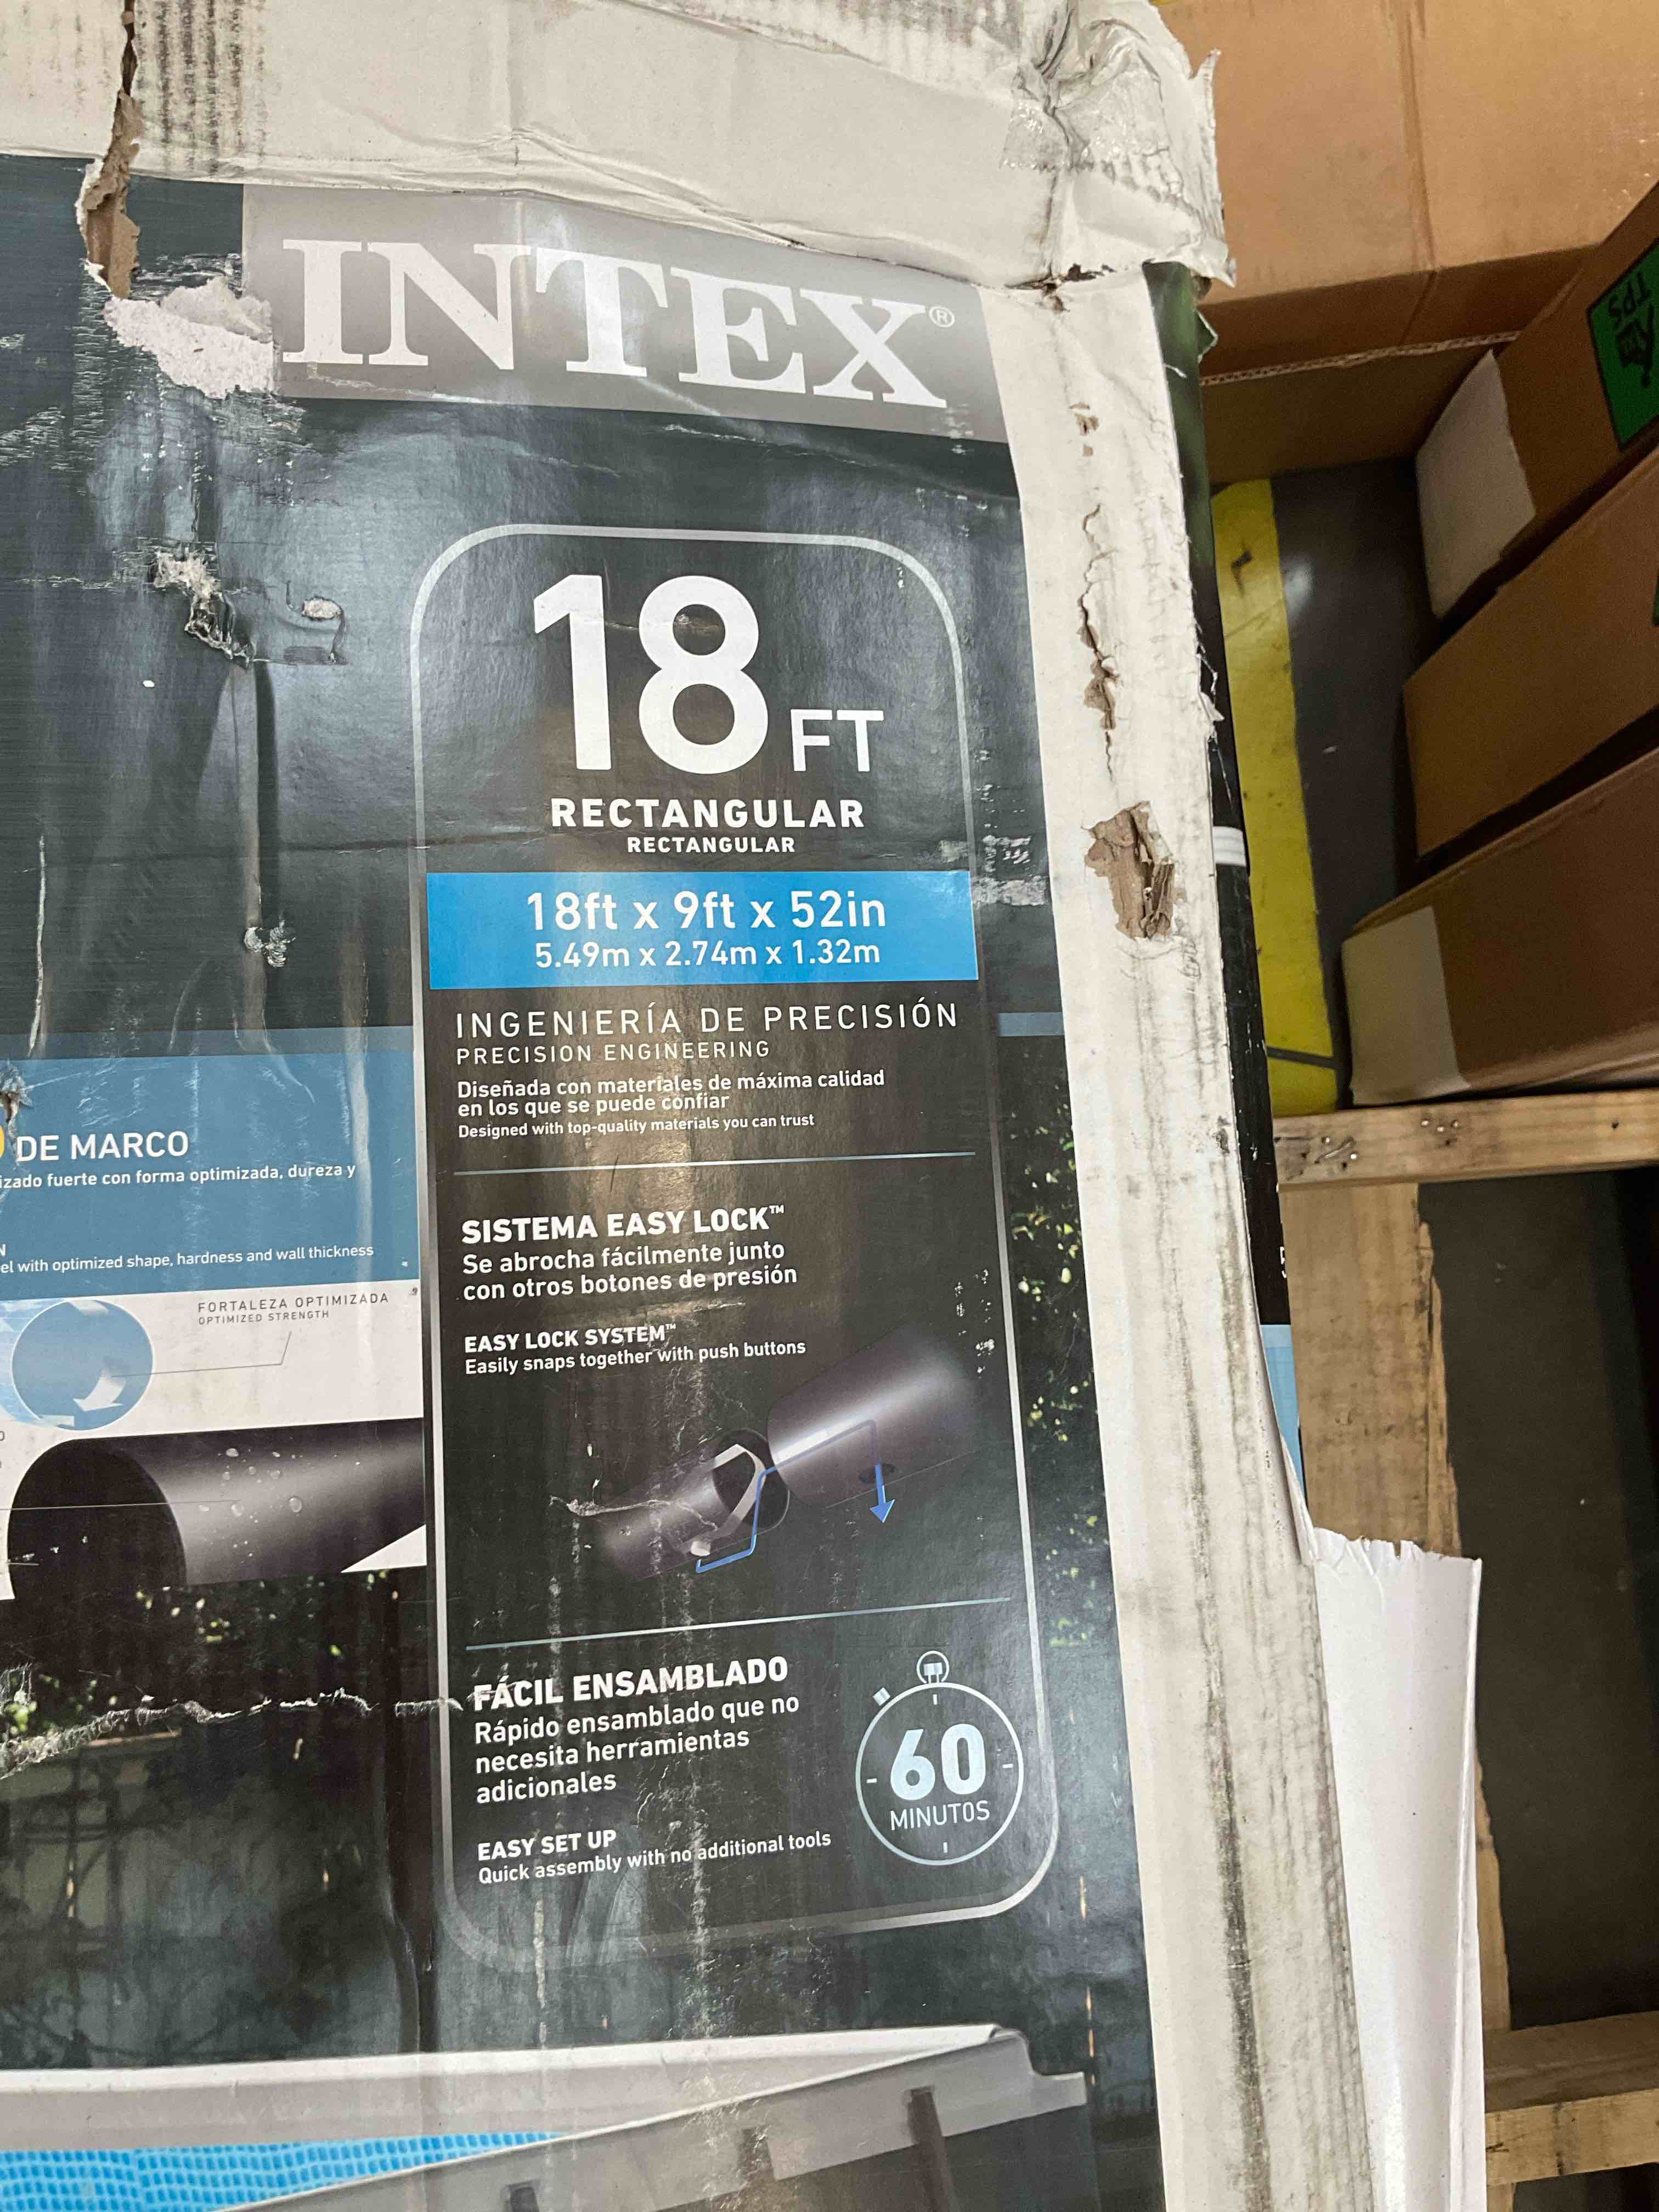 INTEX®
18 FT
RECTANGULAR
RECTANGULAR
18ft x 9ft x 52in
5.49m x 2.74m x 1.32m
INGENIERÍA DE PRECISIÓN
PRECISION ENGINEERING
Diseñada con materiales de máxima calidad
en los que se puede confiar
Designed with top-quality materials you can trust
SISTEMA EASY LOCK™
Se abrocha fácilmente junto
con otros botones de presión
EASY LOCK SYSTEM™
Easily snaps together with push buttons
FÁCIL ENSAMBLADO
Rápido ensamblado que no
necesita herramientas
adicionales
EASY SET UP
Quick assembly with no additional tools
60
MINUTOS
DE MARCO
izado fuerte con forma optimizada, dureza y
N
el with optimized shape, hardness and wall thickness
FORTALEZA OPTIMIZADA
OPTIMIZED STRENGTH
TPS